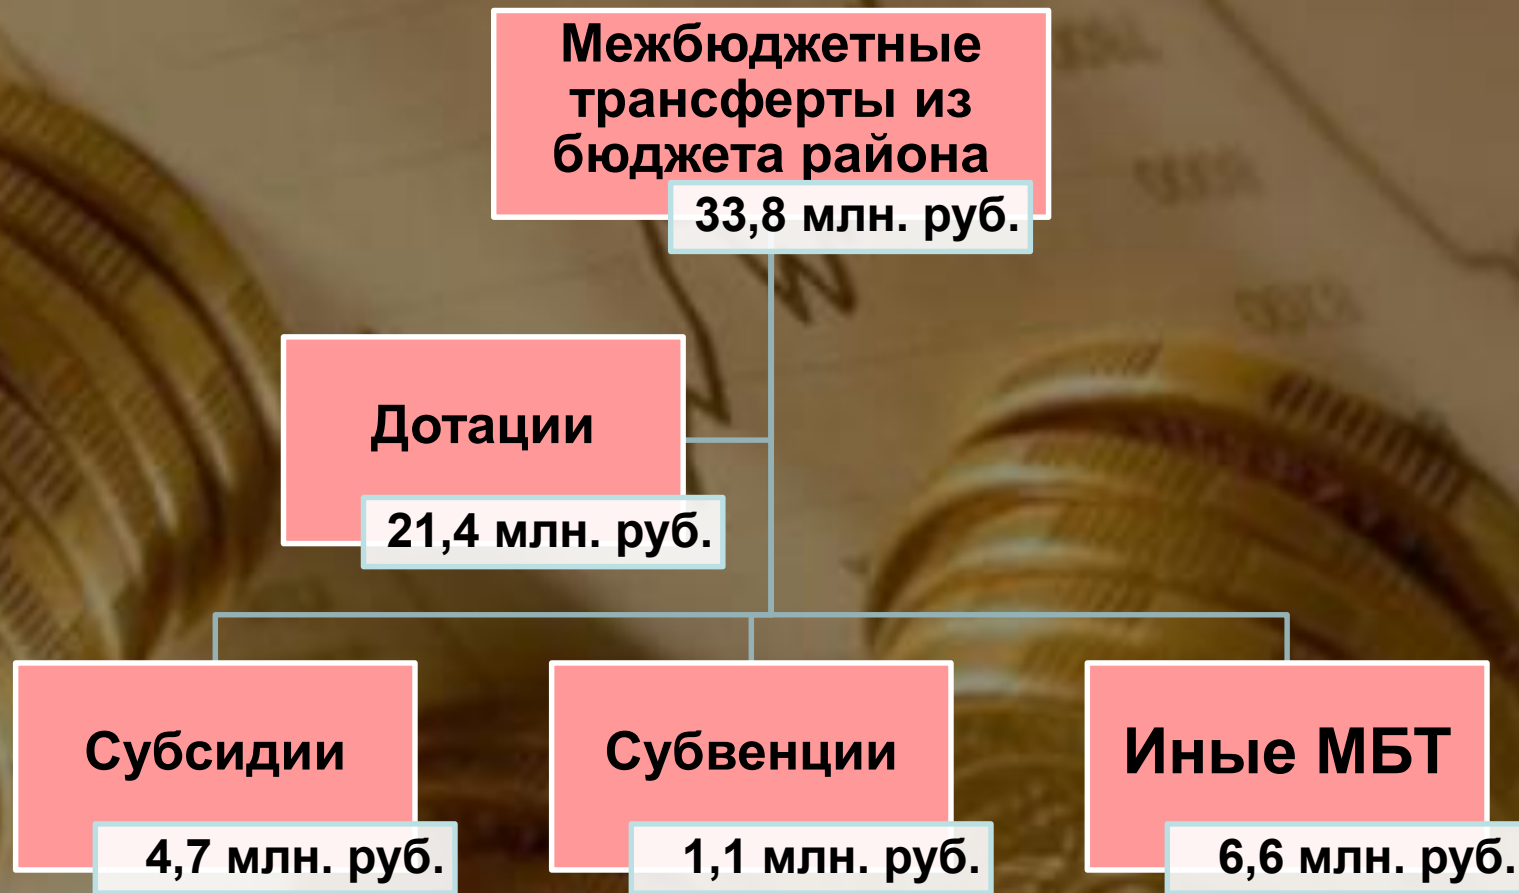 Межбюджетные
трансферты из
бюджета района
33,8 млн. руб.
Дотации
21,4 млн. руб.
Субсидии
4,7 млн. руб.
Субвенции
1,1 млн. руб.
Иные МБТ
6,6 млн. руб.